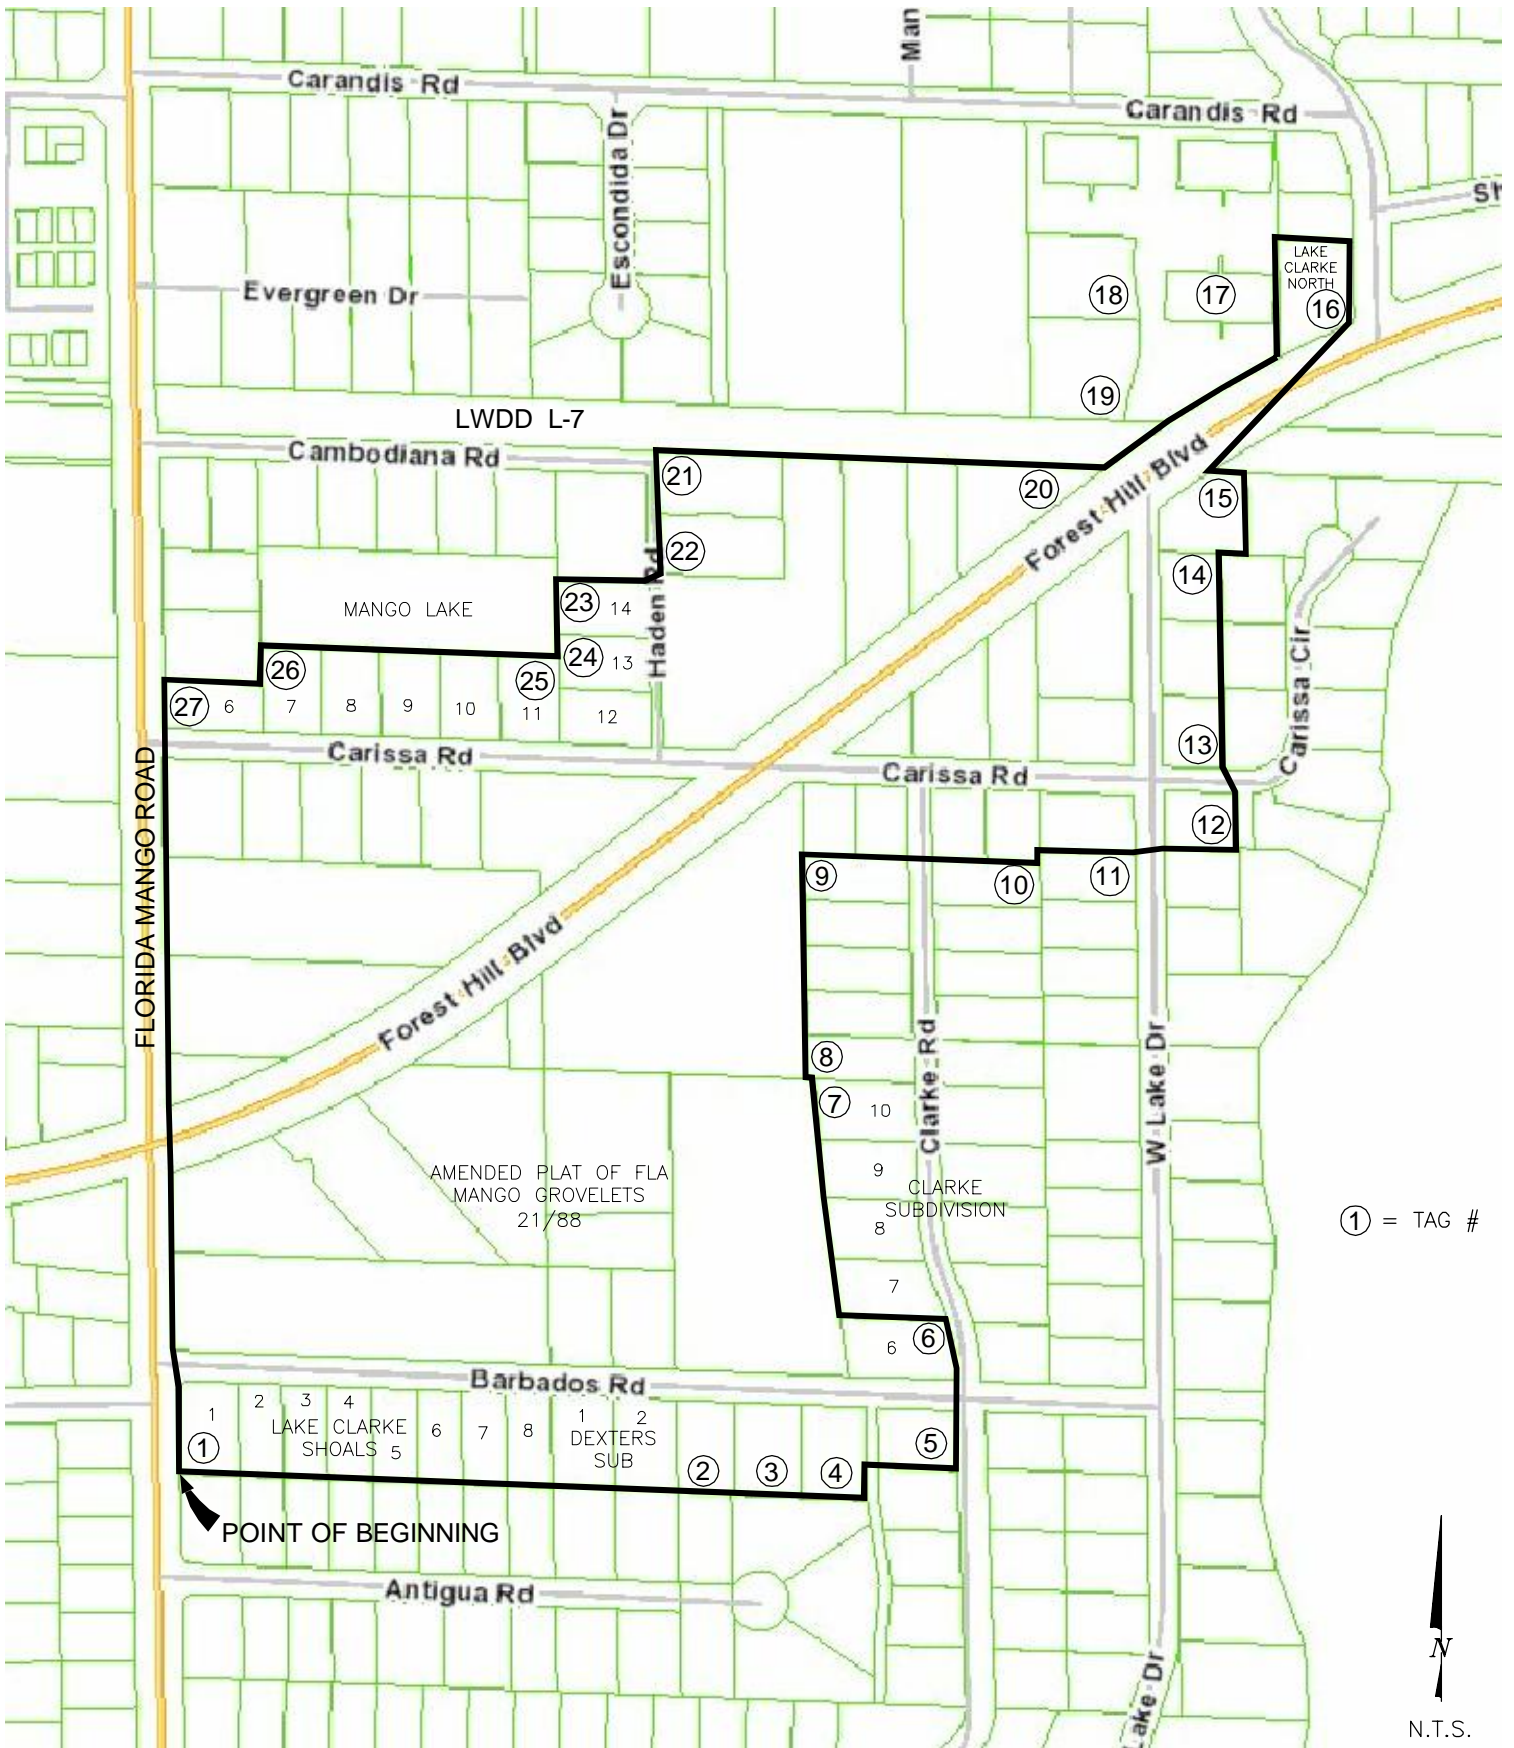 Man
Carandis Rd
Carandis Rd
Escondida Dr
Sh
LAKE
CLARKE
NORTH
Evergreen Dr
18
17
16
19
LWDD L-7
Cambodiana Rd
21
20
Forest Hill Blvd
15
22
Haden Rd
14
23
14
MANGO LAKE
24
13
Carissa Cir
26
25
27
6
7
8
9
10
11
12
13
Carissa Rd
Carissa Rd
FLORIDA MANGO ROAD
12
9
10
11
Forest Hill Blvd
8
Clarke Rd
W Lake Dr
7
10
AMENDED PLAT OF FLA
MANGO GROVELETS
21/88
9
CLARKE
SUBDIVISION
8
1 = TAG #
7
6
6
Barbados Rd
1
2
3
4
LAKE CLARKE
SHOALS
5
6
7
8
1
2
DEXTERS
SUB
1
2
3
4
5
POINT OF BEGINNING
Antigua Rd
Lake Dr
N
N.T.S.